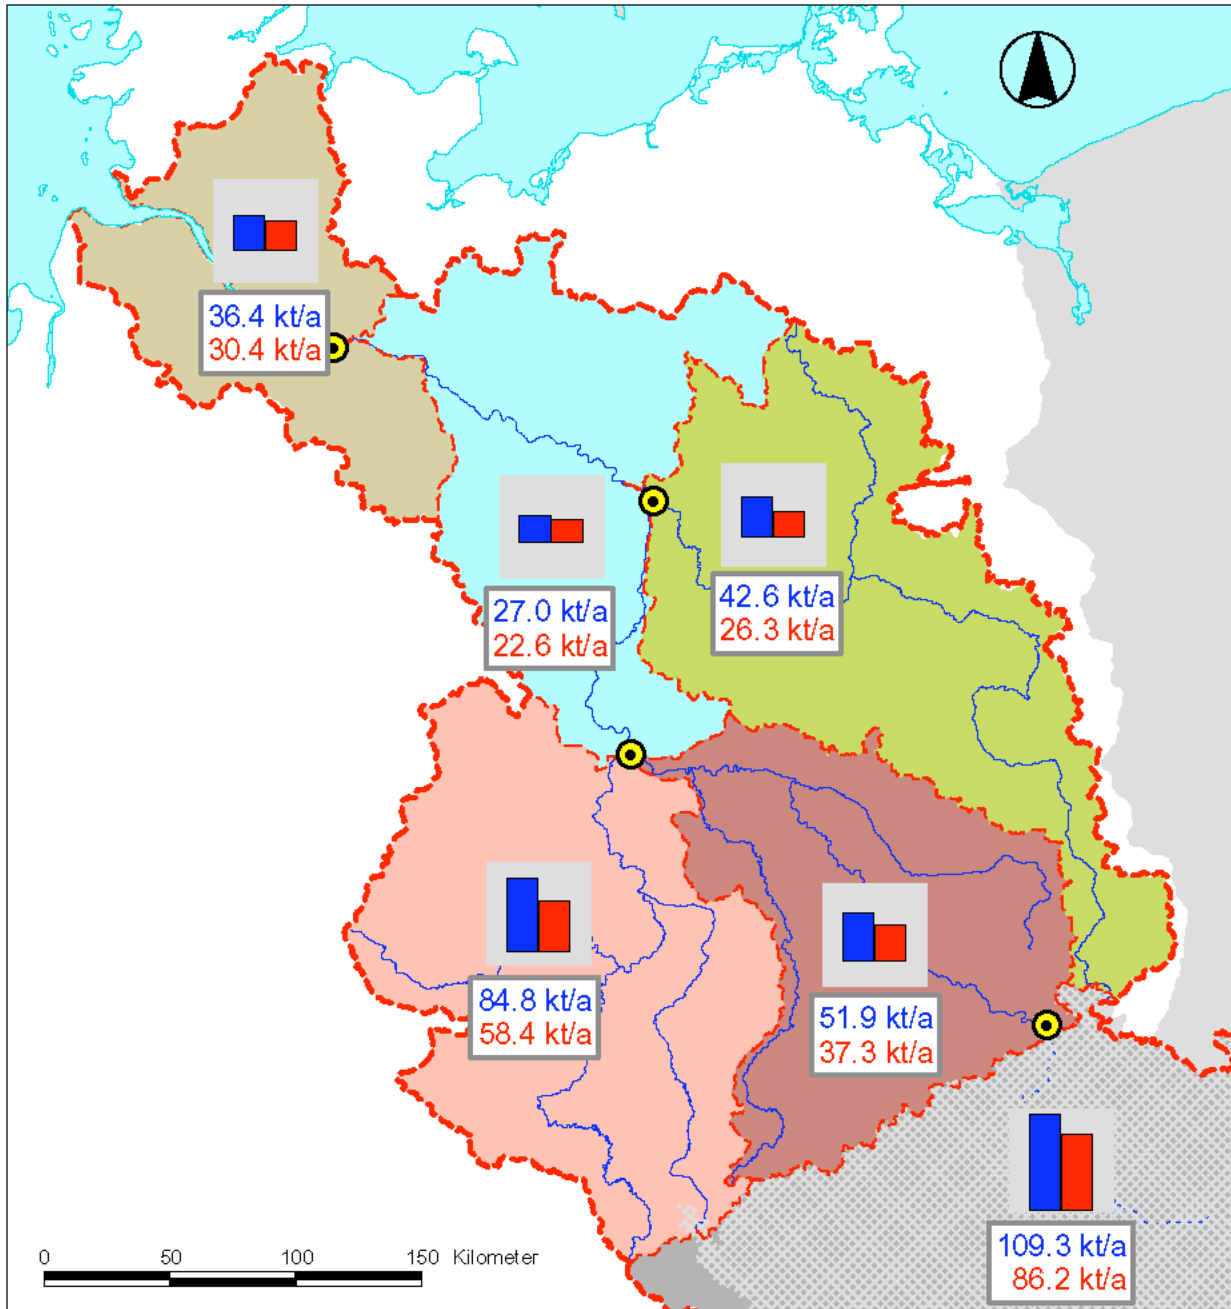 36.4 kt/a
30.4 kt/a
27.0 kt/a
22.6 kt/a
42.6 kt/a
26.3 kt/a
84.8 kt/a
58.4 kt/a
51.9 kt/a
37.3 kt/a
109.3 kt/a
86.2 kt/a
0 50 100 150 Kilometer